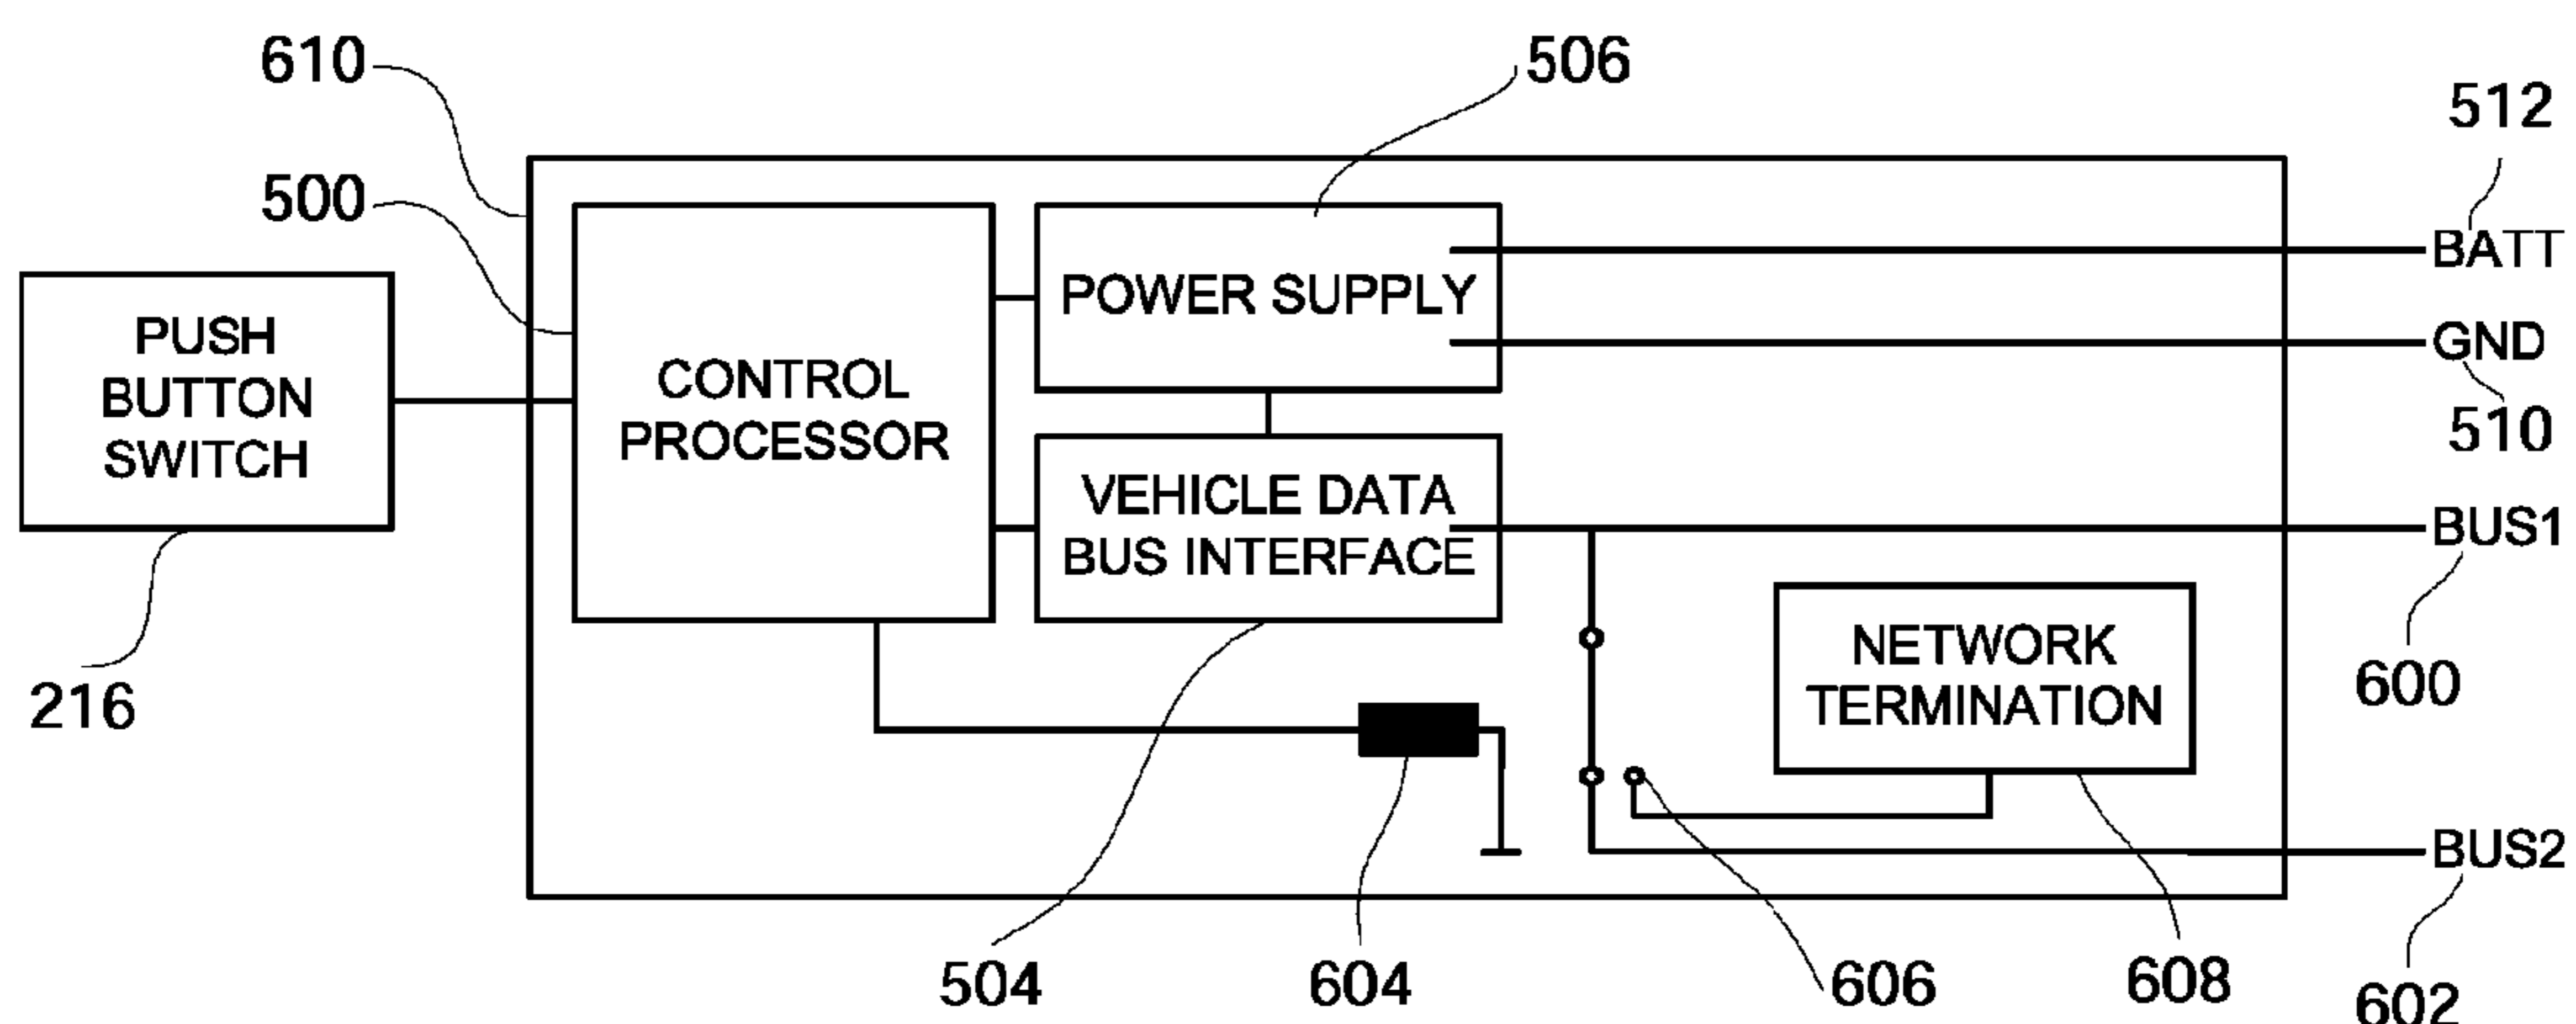 610
506
512
500
BATT
PUSH
BUTTON
SWITCH
CONTROL
PROCESSOR
POWER SUPPLY
GND
510
VEHICLE DATA
BUS INTERFACE
BUS1
NETWORK
TERMINATION
600
216
BUS2
504
604
606
608
602